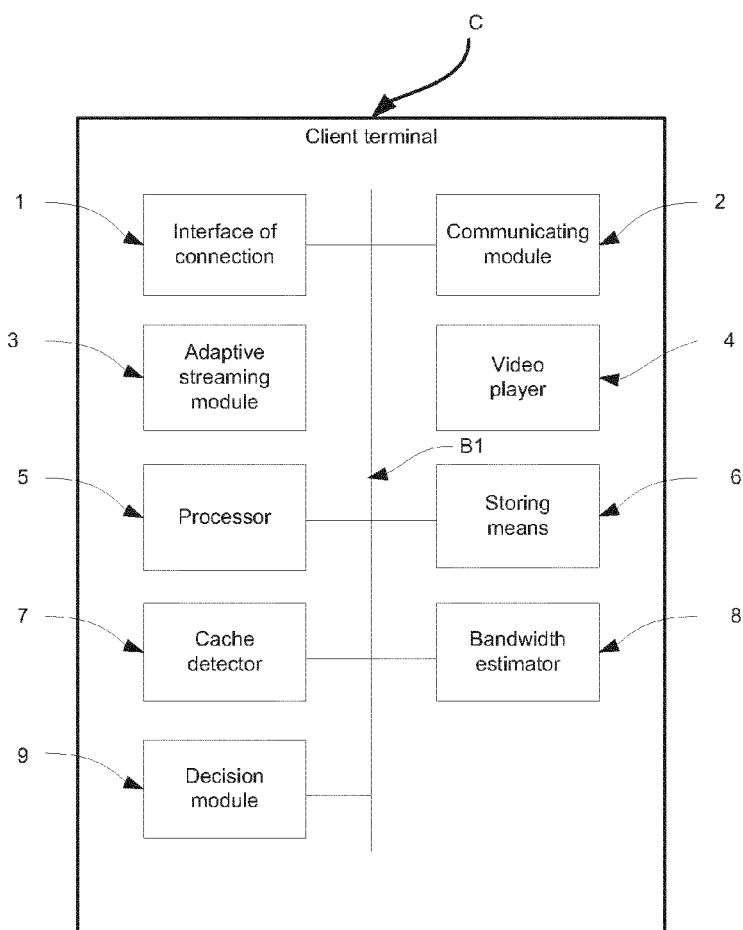 C
Client terminal
1
Interface of
connection
Communicating
module
2
3
Adaptive
streaming
module
Video
player
4
B1
5
Processor
Storing
means
6
7
Cache
detector
Bandwidth
estimator
8
9
Decision
module